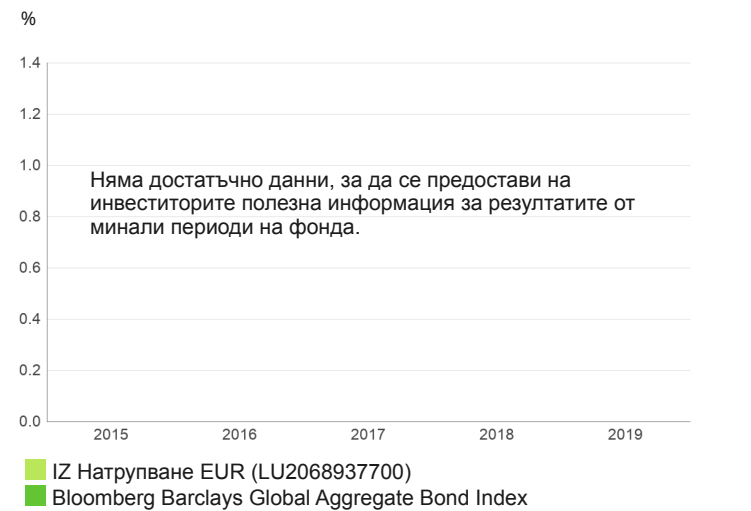 %
1.4
1.2
1.0
Няма достатъчно данни, за да се предостави на
инвеститорите полезна информация за резултатите от
0.8
минали периоди на фонда.
0.6
0.4
0.2
0.0
2015 2016 2017 2018 2019
IZ Натрупване EUR (LU2068937700)
Bloomberg Barclays Global Aggregate Bond Index